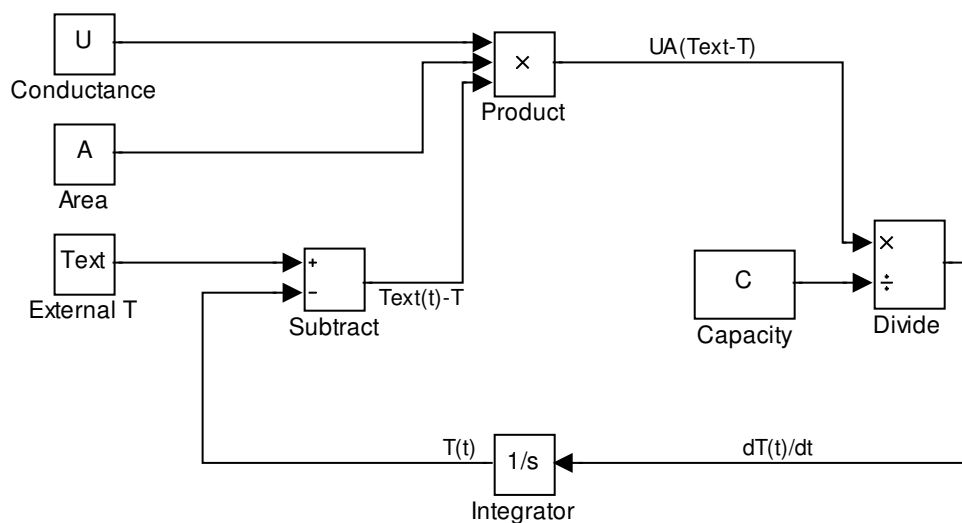 U
Conductance
×
Product
UA(Text-T)
A
Area
Text
External T
+
−
Subtract
Text(t)-T
C
Capacity
×
÷
Divide
T(t)
1/s
Integrator
dT(t)/dt